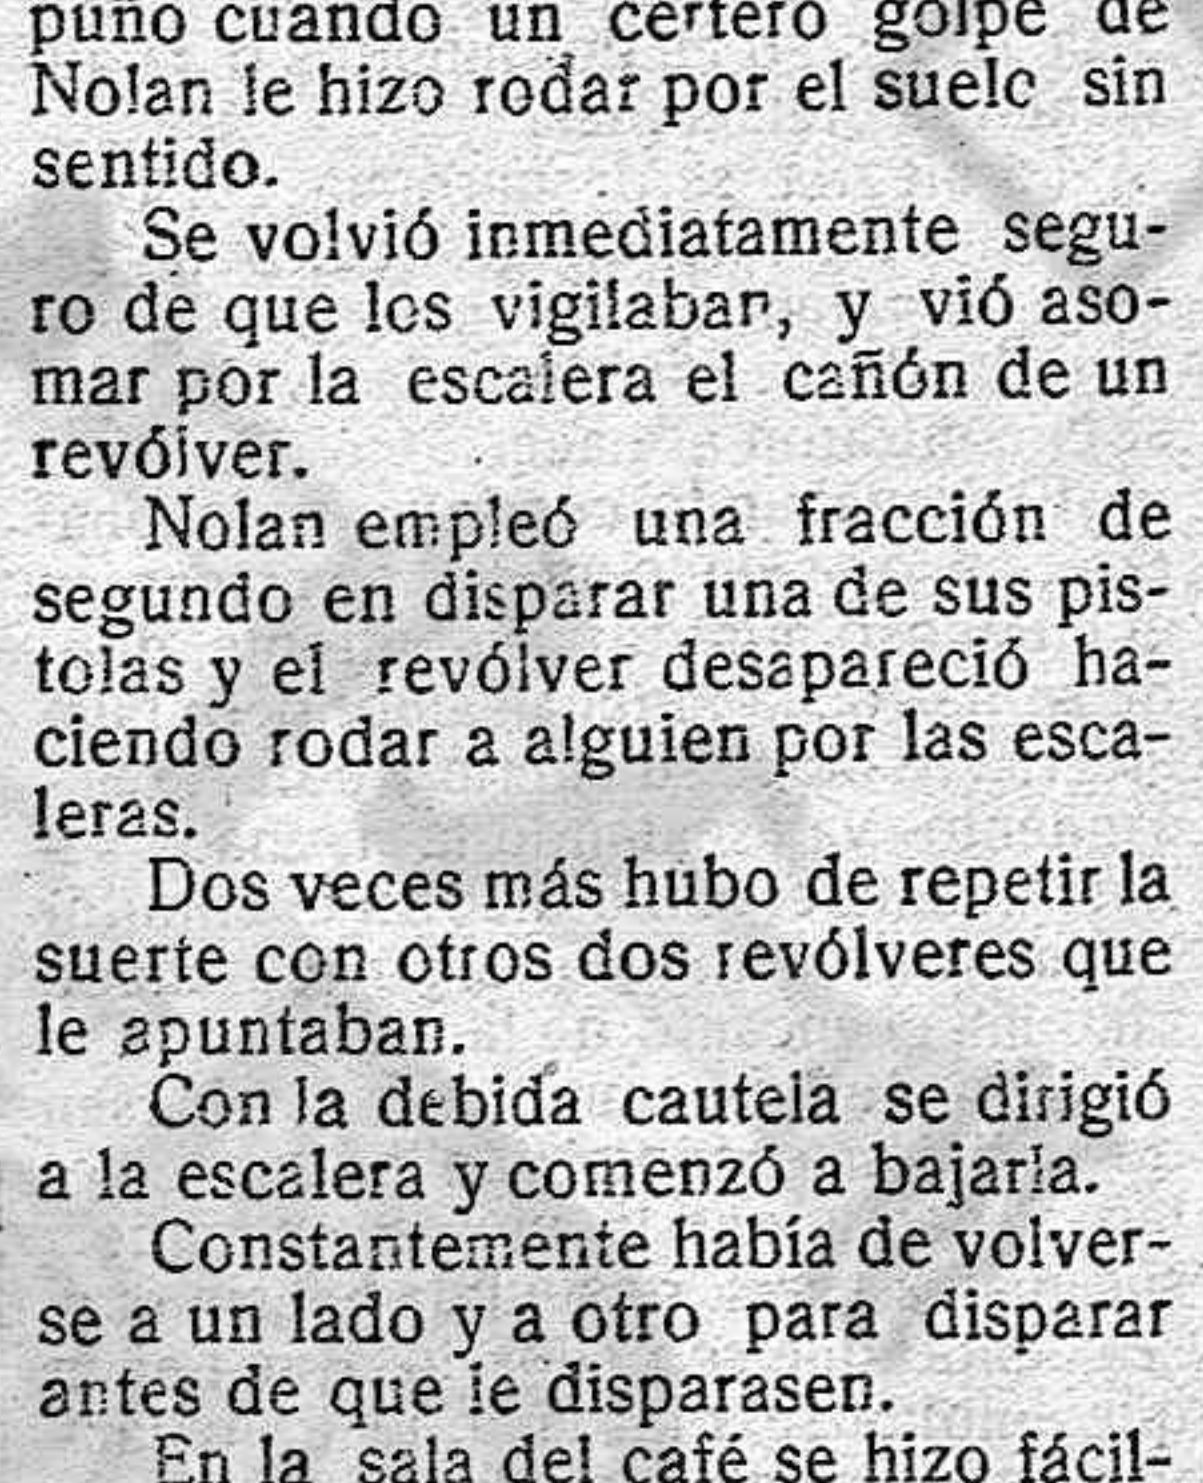 puño cuando un certero golpe de
Nolan le hizo rodar por el suelo sin
sentido.
Se volvió inmediatamente segu-
ro de que los vigilaban, y vió aso-
mar por la escalera el cañón de un
revólver.
Nolan empleó una fracción de
segundo en disparar una de sus pis-
tolas y el revólver desapareció ha-
ciendo rodar a alguien por las esca-
leras.
Dos veces más hubo de repetir la
suerte con otros dos revólveres que
le apuntaban.
Con la debida cautela se dirigió
a la escalera y comenzó a bajarla.
Constantemente había de volver-
se a un lado y a otro para disparar
antes de que le disparasen.
En la sala del café se hizo fácil-